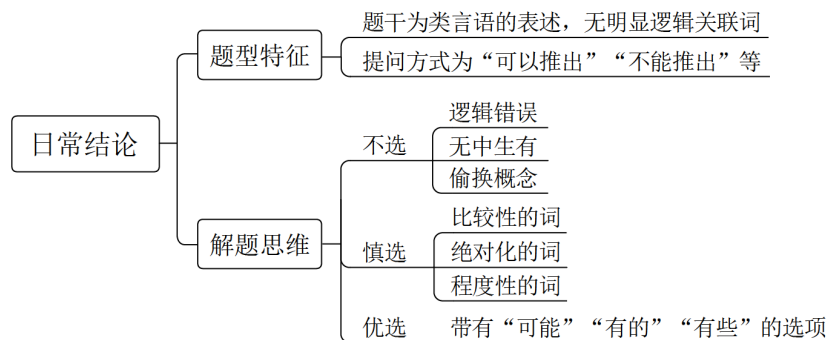 日常结论
题型特征
题干为类言语的表述，无明显逻辑关联词
提问方式为“可以推出”“不能推出”等
解题思维
不选
逻辑错误
无中生有
偷换概念
慎选
比较性的词
绝对化的词
程度性的词
优选
带有“可能”“有的”“有些”的选项